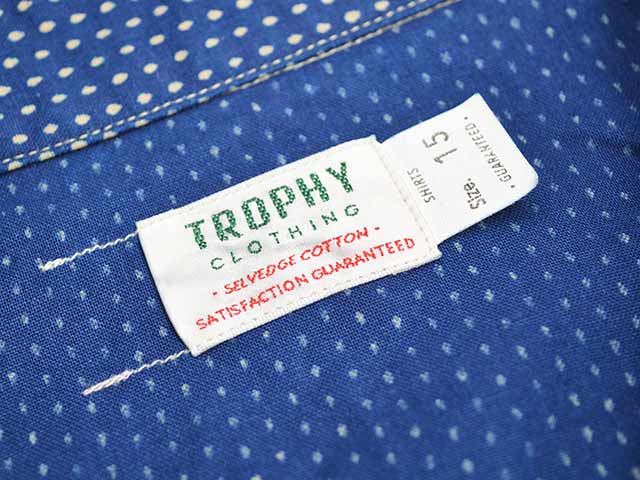 TROPHY
CLOTHING
- SELVEDGE COTTON -
SATISFACTION GUARANTEED
SHIRTS
Size. 15
· GUARANTEED ·